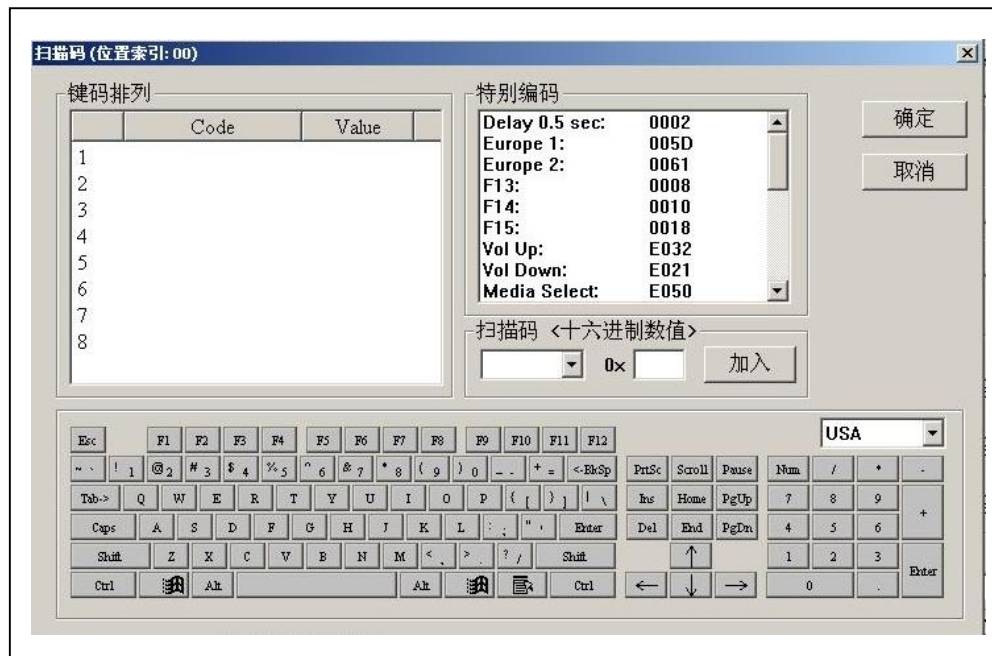 扫描码 (位置索引: 00)
键码排列
Code Value
1
2
3
4
5
6
7
8
特别编码
Delay 0.5 sec: 0002
Europe 1: 005D
Europe 2: 0061
F13: 0008
F14: 0010
F15: 0018
Vol Up: E032
Vol Down: E021
Media Select: E050
确定
取消
扫描码 <十六进制数值>
0x
加入
USA
Esc F1 F2 F3 F4 F5 F6 F7 F8 F9 F10 F11 F12
~ ` ! 1 @ 2 # 3 $ 4 % 5 ^ 6 & 7 * 8 ( 9 ) 0 _ - + = <-BkSp PrtSc Scroll Pause Num / * -
Tab-> Q W E R T Y U I O P { [ } ] | \ Ins Home PgUp 7 8 9 +
Caps A S D F G H J K L : ; " ' Enter Del End PgDn 4 5 6
Shift Z X C V B N M < , > . ? / Shift ↑ 1 2 3 Enter
Ctrl Alt Alt Ctrl ← ↓ → 0 .